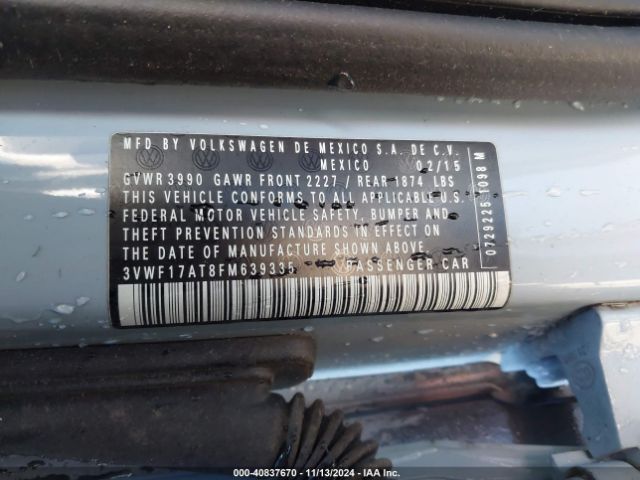 MFD BY VOLKSWAGEN DE MEXICO S.A. DE C.V.
MEXICO 02/15
GVWR 3990 GAWR FRONT 2227 / REAR 1874 LBS
THIS VEHICLE CONFORMS TO ALL APPLICABLE U.S.
FEDERAL MOTOR VEHICLE SAFETY, BUMPER AND
THEFT PREVENTION STANDARDS IN EFFECT ON
THE DATE OF MANUFACTURE SHOWN ABOVE.
3VWF17AT8FM639335 PASSENGER CAR
098 M
000-40837670 - 11/13/2024 - IAA Inc.